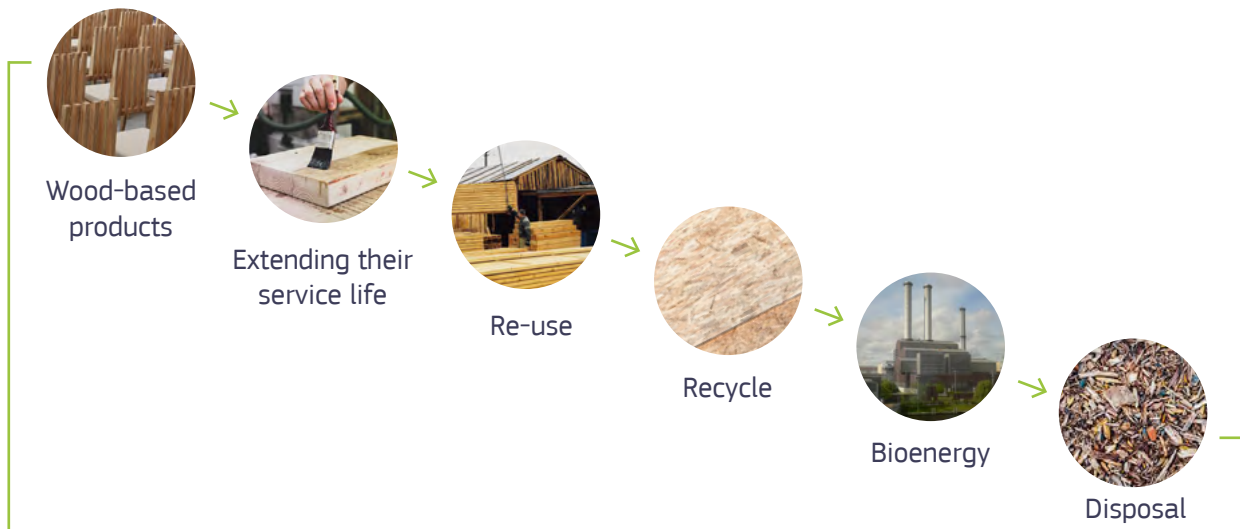 Wood-based
products
Extending their
service life
Re-use
Recycle
Bioenergy
Disposal